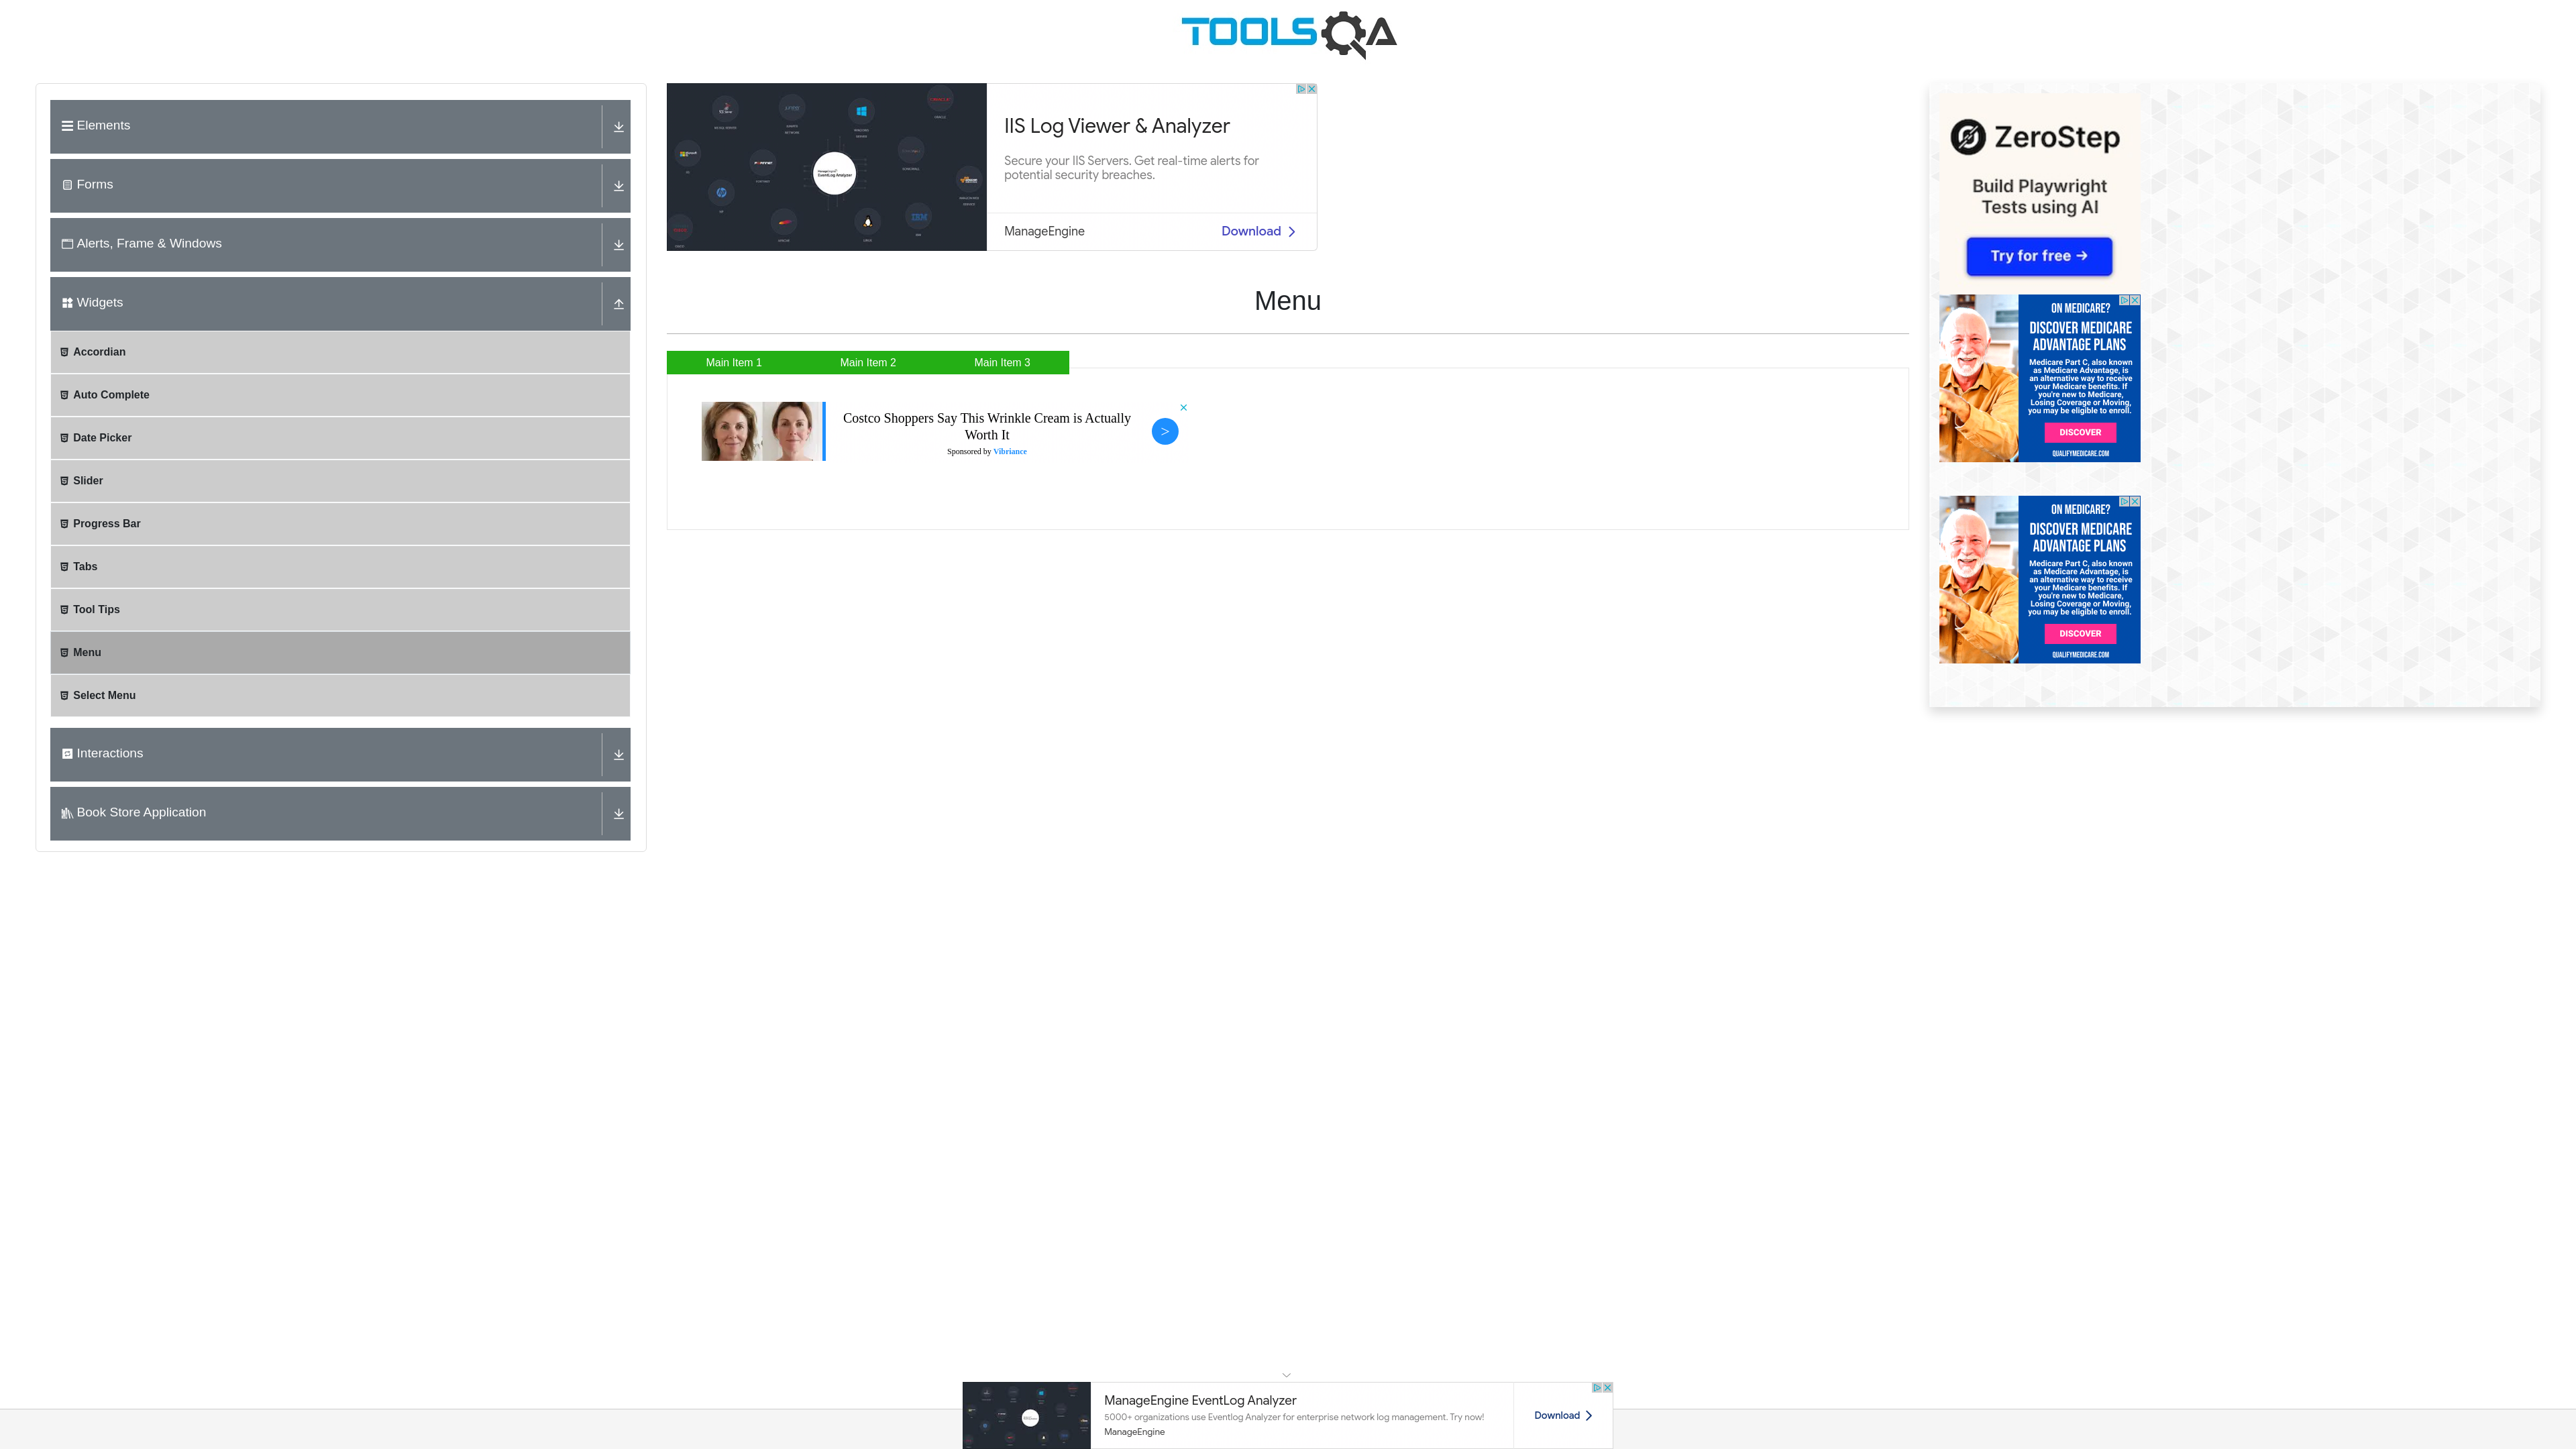 TOOLSQA
Elements
Forms
Alerts, Frame & Windows
Widgets
Accordian
Auto Complete
Date Picker
Slider
Progress Bar
Tabs
Tool Tips
Menu
Select Menu
Interactions
Book Store Application
IIS Log Viewer & Analyzer
Secure your IIS Servers. Get real-time alerts for
potential security breaches.
ManageEngine
Download
Menu
Main Item 1
Main Item 2
Main Item 3
Costco Shoppers Say This Wrinkle Cream is Actually
Worth It
Sponsored by Vibriance
>
ZeroStep
Build Playwright
Tests using AI
Try for free →
ON MEDICARE?
DISCOVER MEDICARE
ADVANTAGE PLANS
Medicare Part C, also known
as Medicare Advantage, is
an alternative way to receive
your Medicare benefits. If
you're new to Medicare,
Losing Coverage or Moving,
you may be eligible to enroll.
DISCOVER
QUALIFYMEDICARE.COM
ON MEDICARE?
DISCOVER MEDICARE
ADVANTAGE PLANS
Medicare Part C, also known
as Medicare Advantage, is
an alternative way to receive
your Medicare benefits. If
you're new to Medicare,
Losing Coverage or Moving,
you may be eligible to enroll.
DISCOVER
QUALIFYMEDICARE.COM
ManageEngine EventLog Analyzer
5000+ organizations use Eventlog Analyzer for enterprise network log management. Try now!
ManageEngine
Download